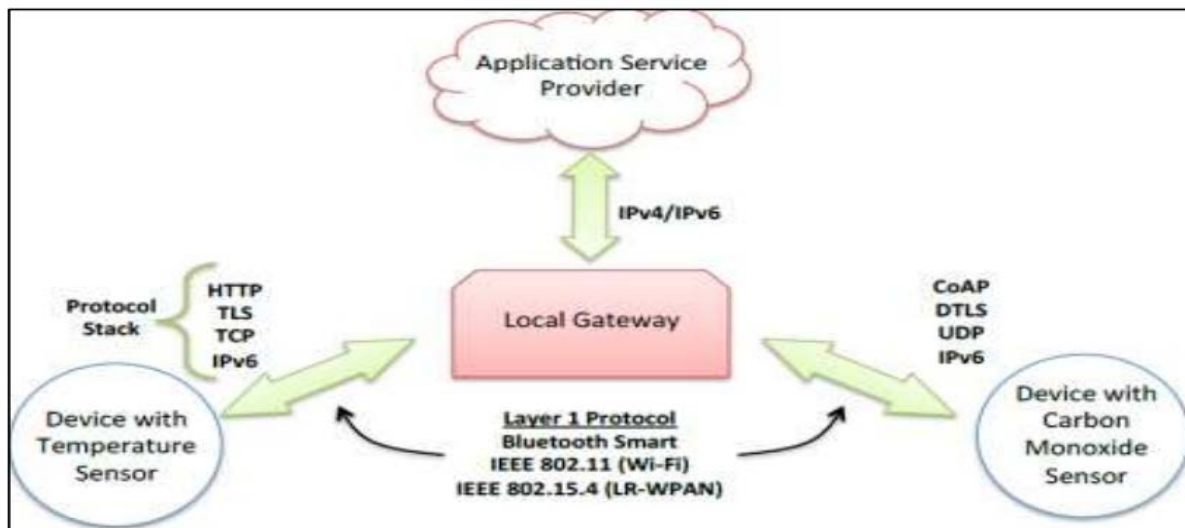 Application Service
Provider
IPv4/IPv6
Protocol
Stack
HTTP
TLS
TCP
IPv6
Local Gateway
CoAP
DTLS
UDP
IPv6
Device with
Temperature
Sensor
Layer 1 Protocol
Bluetooth Smart
IEEE 802.11 (Wi-Fi)
IEEE 802.15.4 (LR-WPAN)
Device with
Carbon
Monoxide
Sensor